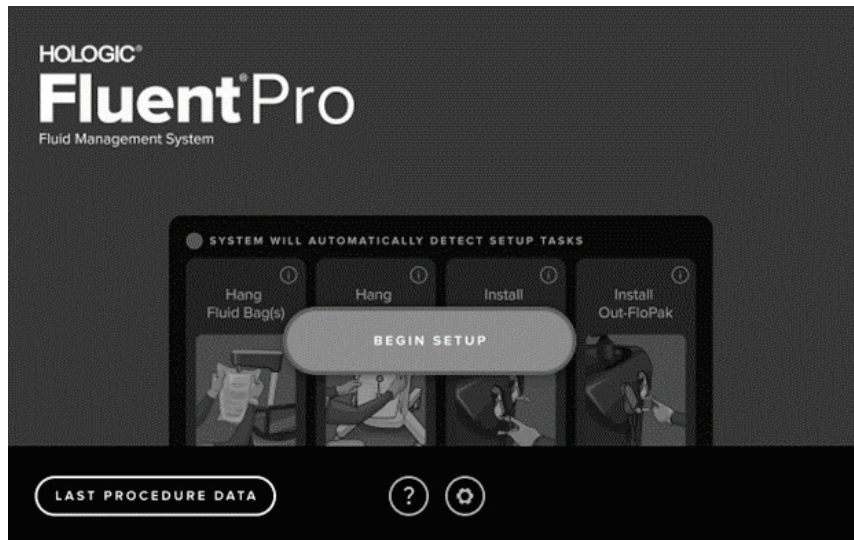 HOLOGIC®
Fluent® Pro
Fluid Management System
SYSTEM WILL AUTOMATICALLY DETECT SETUP TASKS
Hang
Fluid Bag(s)
Hang
Install
Install
Out-FloPak
BEGIN SETUP
LAST PROCEDURE DATA
?